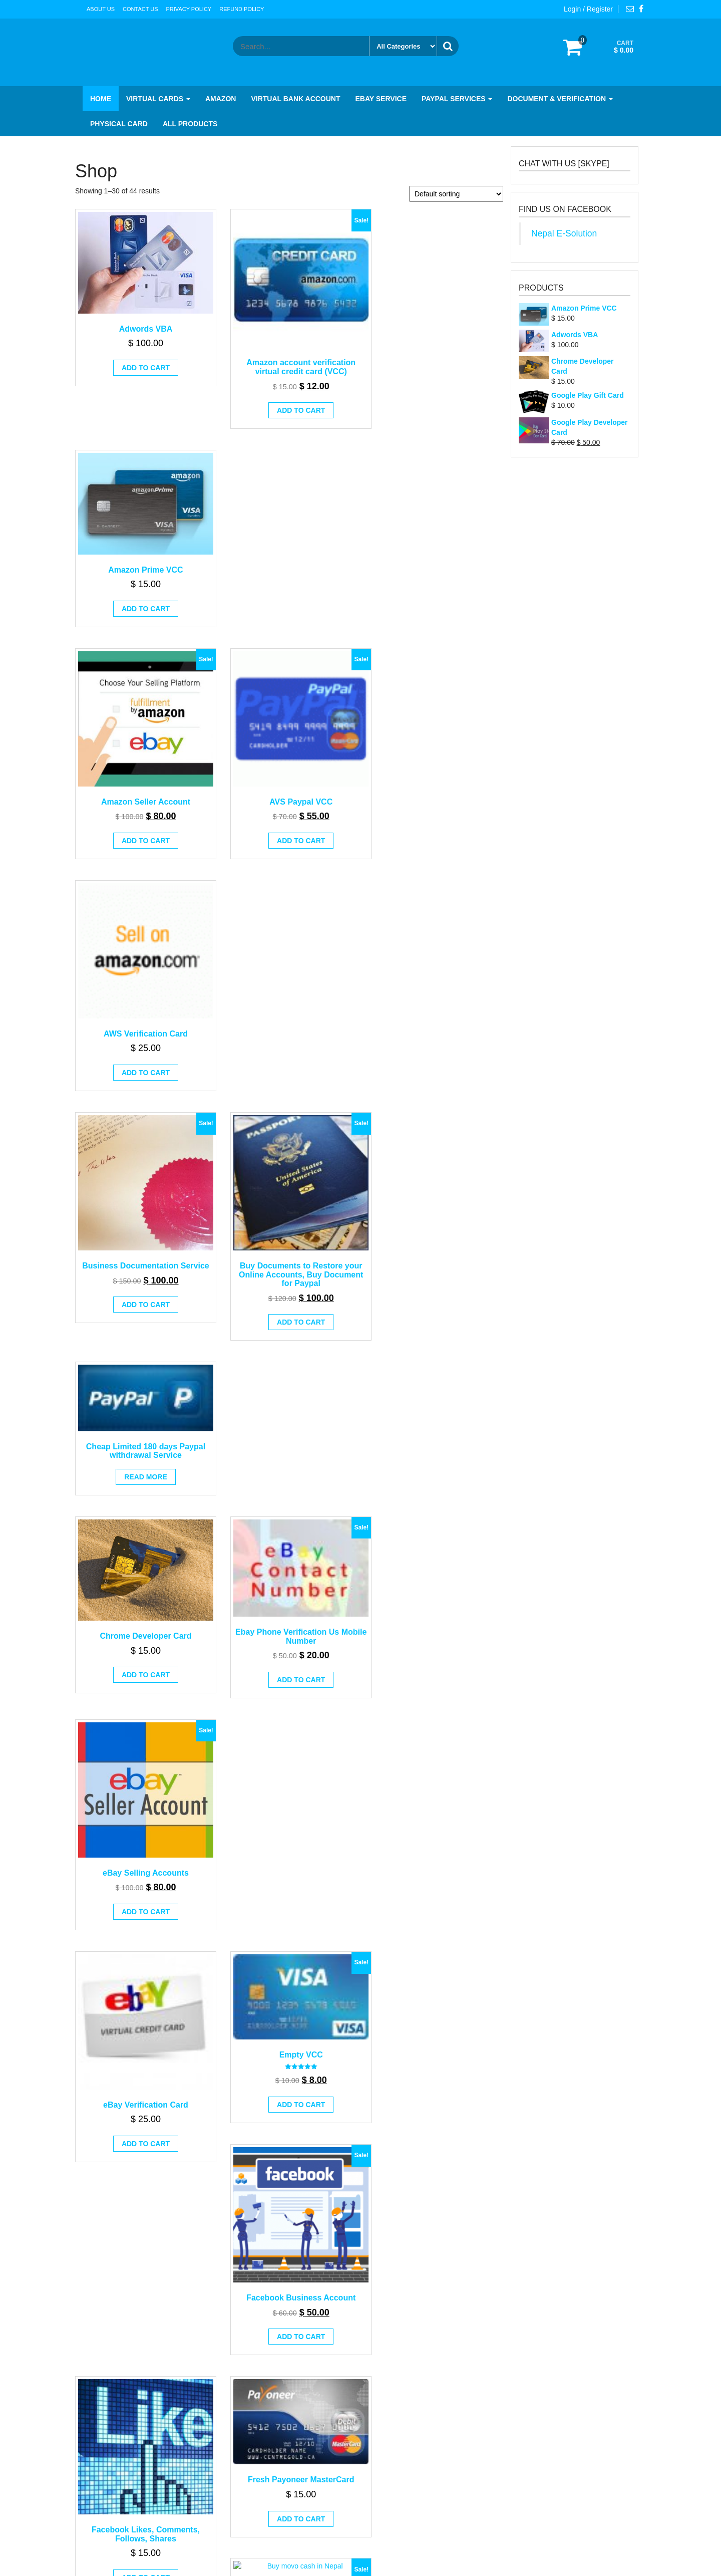 ABOUT US CONTACT US PRIVACY POLICY REFUND POLICY
Login / Register
Search...
All Categories
0
CART
$ 0.00
HOME VIRTUAL CARDS AMAZON VIRTUAL BANK ACCOUNT EBAY SERVICE PAYPAL SERVICES DOCUMENT & VERIFICATION
PHYSICAL CARD ALL PRODUCTS
Shop
Showing 1–30 of 44 results
Default sorting
VISA
Adwords VBA
$ 100.00
ADD TO CART
Sale!
CREDIT CARD
amazon.com
1234 5678 9876 5432
Amazon account verification
virtual credit card (VCC)
$ 15.00 $ 12.00
ADD TO CART
amazonPrime
VISA
VISA
Amazon Prime VCC
$ 15.00
ADD TO CART
Sale!
Choose Your Selling Platform
fulfillment
by amazon
ebay
Amazon Seller Account
$ 100.00 $ 80.00
ADD TO CART
Sale!
PayPal
PayPal
CARDHOLDER
AVS Paypal VCC
$ 70.00 $ 55.00
ADD TO CART
Sell on
amazon.com
AWS Verification Card
$ 25.00
ADD TO CART
Sale!
Business Documentation Service
$ 150.00 $ 100.00
ADD TO CART
Sale!
PASSPORT
United States
of America
Buy Documents to Restore your
Online Accounts, Buy Document
for Paypal
$ 120.00 $ 100.00
ADD TO CART
PayPal P
Cheap Limited 180 days Paypal
withdrawal Service
READ MORE
Chrome Developer Card
$ 15.00
ADD TO CART
Sale!
eBay
Contact
Number
Ebay Phone Verification Us Mobile
Number
$ 50.00 $ 20.00
ADD TO CART
Sale!
ebay
Seller Account
eBay Selling Accounts
$ 100.00 $ 80.00
ADD TO CART
ebay
VIRTUAL CREDIT CARD
eBay Verification Card
$ 25.00
ADD TO CART
Sale!
VISA
VISA
Empty VCC
$ 10.00 $ 8.00
ADD TO CART
Sale!
facebook
Facebook Business Account
$ 60.00 $ 50.00
ADD TO CART
Like
Facebook Likes, Comments,
Follows, Shares
$ 15.00
Payoneer
Debit
CARDHOLDER NAME
WWW.CENTREGOLD.CA
MasterCard
Fresh Payoneer MasterCard
$ 15.00
ADD TO CART
Buy movo cash in Nepal
Sale!
CHAT WITH US [SKYPE]
FIND US ON FACEBOOK
Nepal E-Solution
PRODUCTS
Amazon Prime VCC
$ 15.00
Adwords VBA
$ 100.00
Chrome Developer
Card
$ 15.00
Google Play Gift Card
$ 10.00
Google Play Developer
Card
$ 70.00 $ 50.00